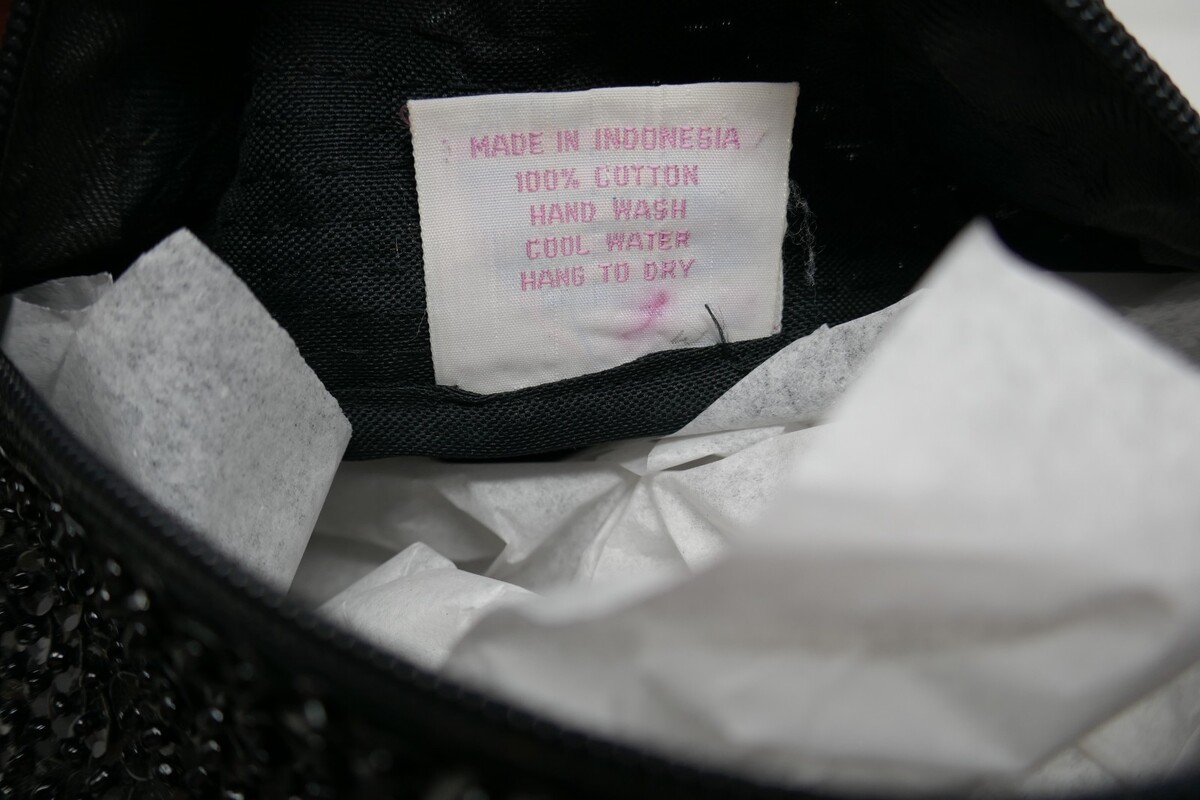 MADE IN INDONESIA
100% COTTON
HAND WASH
COOL WATER
HANG TO DRY